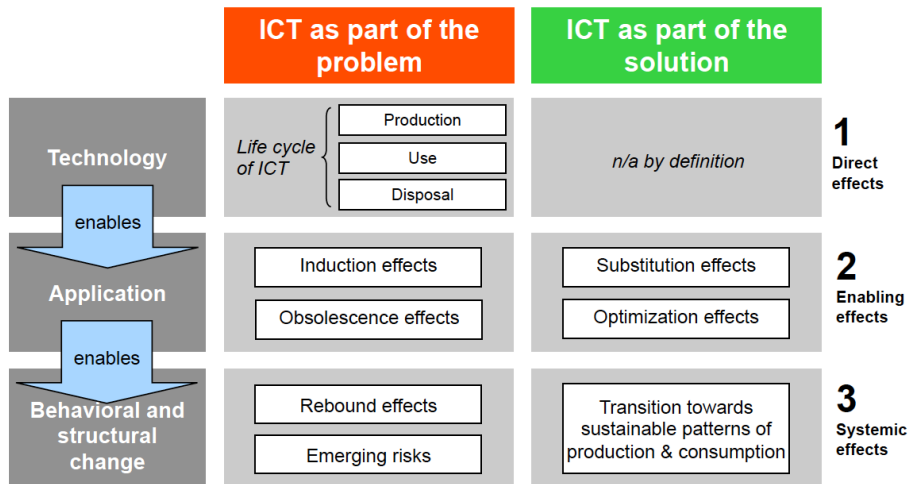 ICT as part of the
problem
ICT as part of the
solution
Technology
Life cycle
of ICT
Production
Use
Disposal
n/a by definition
1
Direct
effects
enables
Application
Induction effects
Obsolescence effects
Substitution effects
Optimization effects
2
Enabling
effects
enables
Behavioral and
structural
change
Rebound effects
Emerging risks
Transition towards
sustainable patterns of
production & consumption
3
Systemic
effects